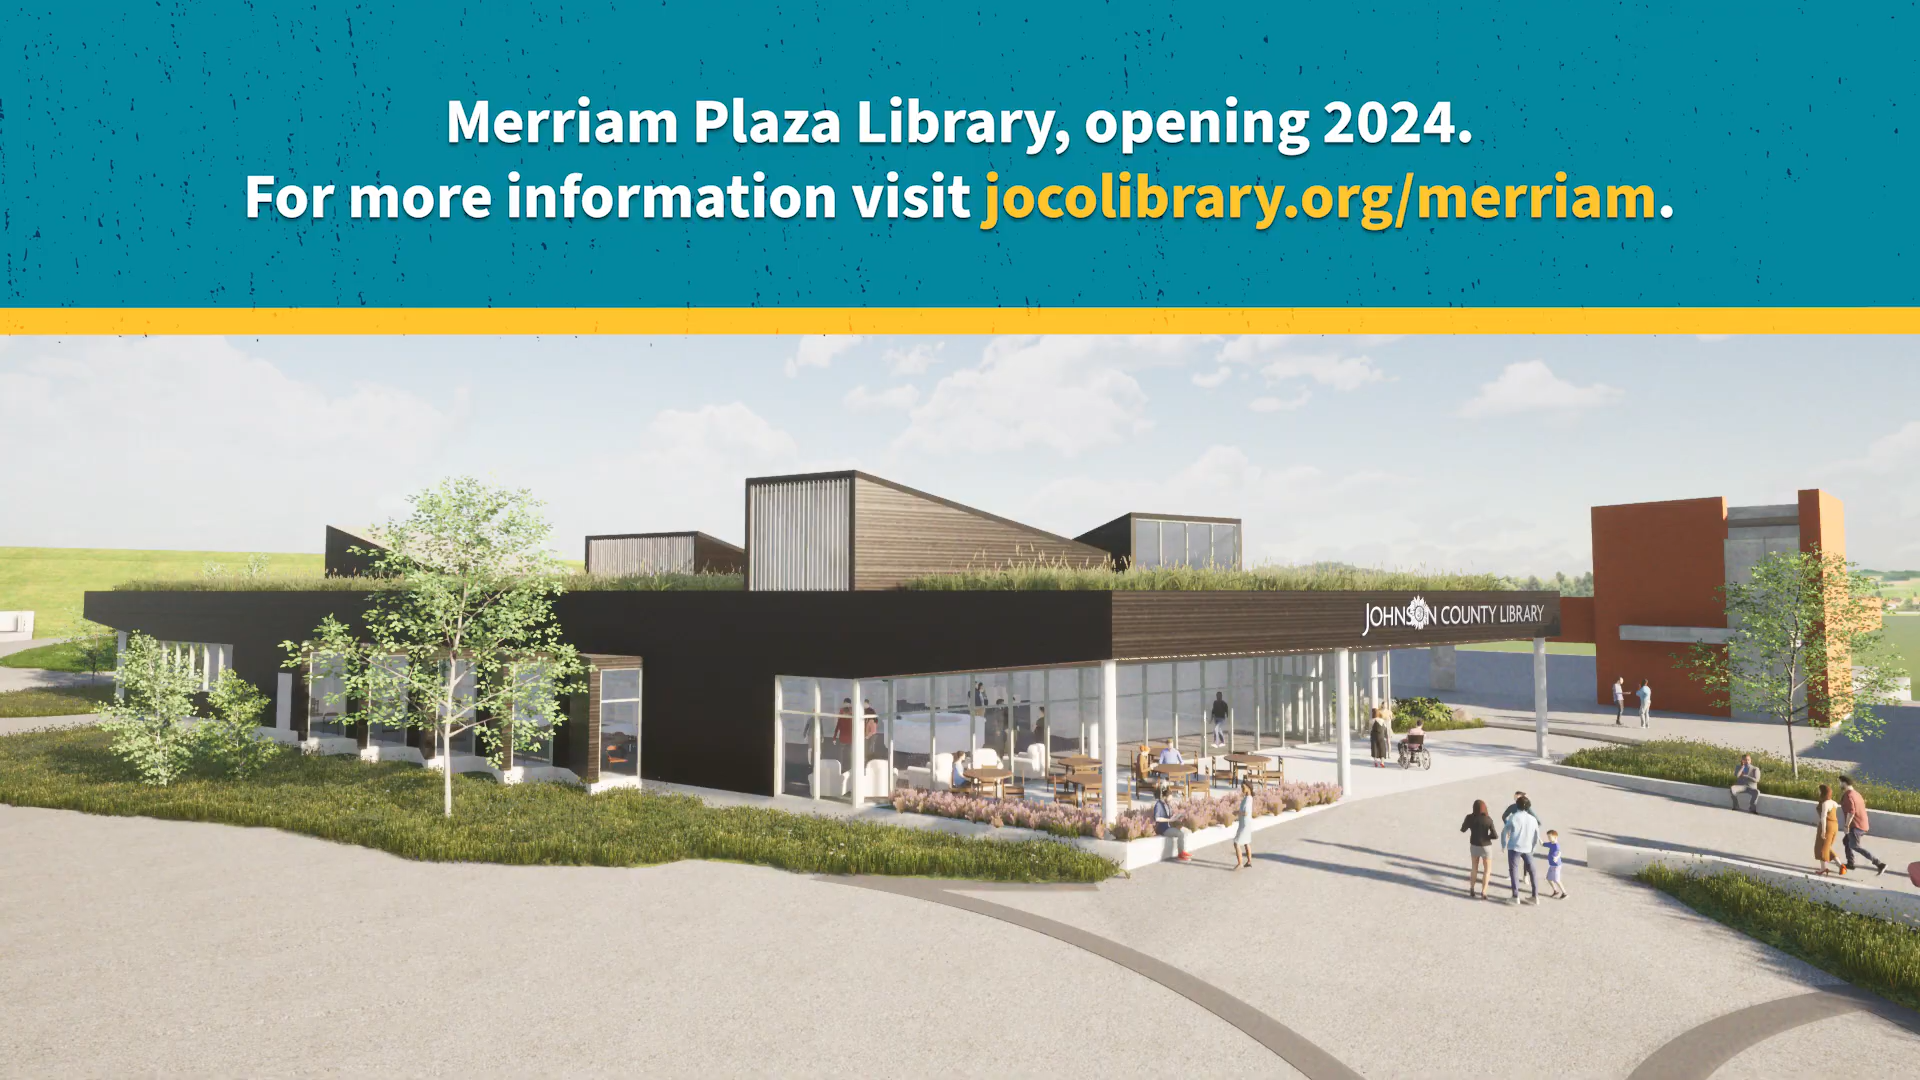 Merriam Plaza Library, opening 2024.
For more information visit jocolibrary.org/merriam.
JOHNSON COUNTY LIBRARY